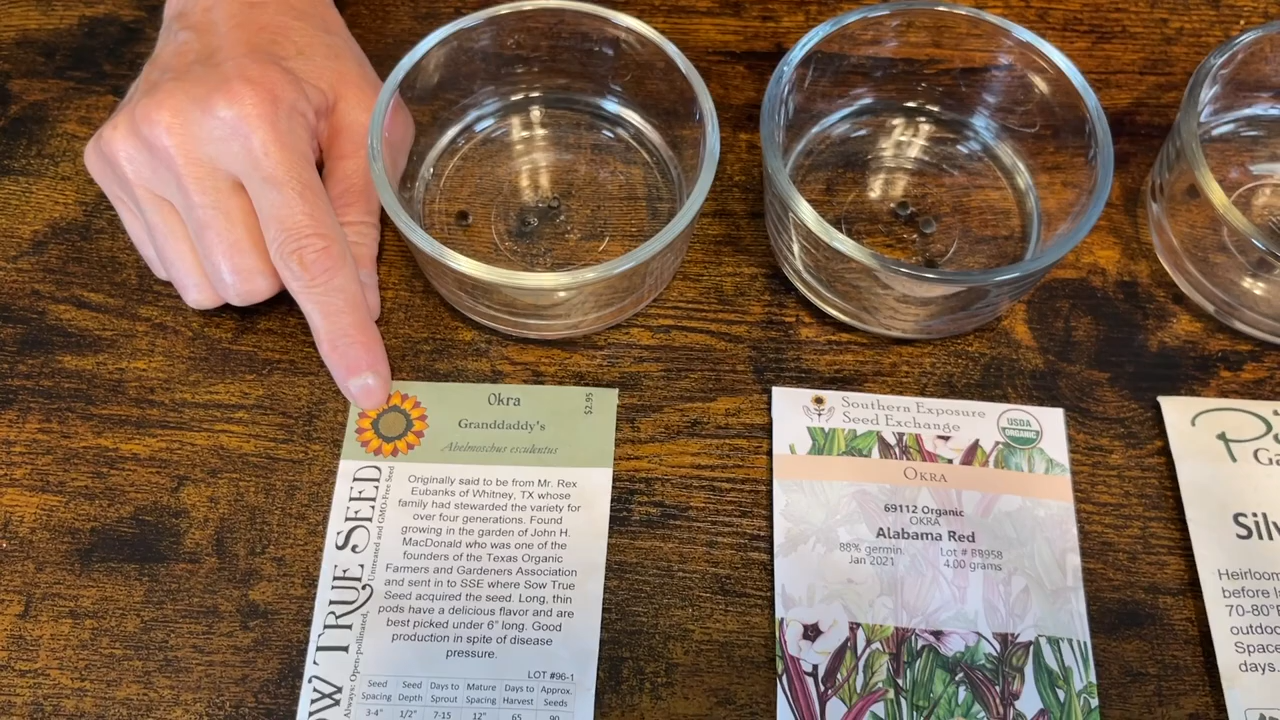 Okra
$2.95
Granddaddy's
Abelmoschus esculentus
OW TRUE SEED
Untreated and GMO-Free Seed
Always: Open-pollinated,
Originally said to be from Mr. Rex
Eubanks of Whitney, TX whose
family had stewarded the variety for
over four generations. Found
growing in the garden of John H.
MacDonald who was one of the
founders of the Texas Organic
Farmers and Gardeners Association
and sent in to SSE where Sow True
Seed acquired the seed. Long, thin
pods have a delicious flavor and are
best picked under 6" long. Good
production in spite of disease
pressure.
LOT #96-1
Seed Spacing Seed Depth Days to Sprout Mature Spacing Days to Harvest Approx. Seeds
3-4" 1/2" 7-15 12" 65 90
Southern Exposure
Seed Exchange
USDA
ORGANIC
OKRA
69112 Organic
OKRA
Alabama Red
88% germin. Lot # B8958
Jan 2021 4.00 grams
Ga
Silv
Heirloom
before la
70-80°
outdoo
Space
days.